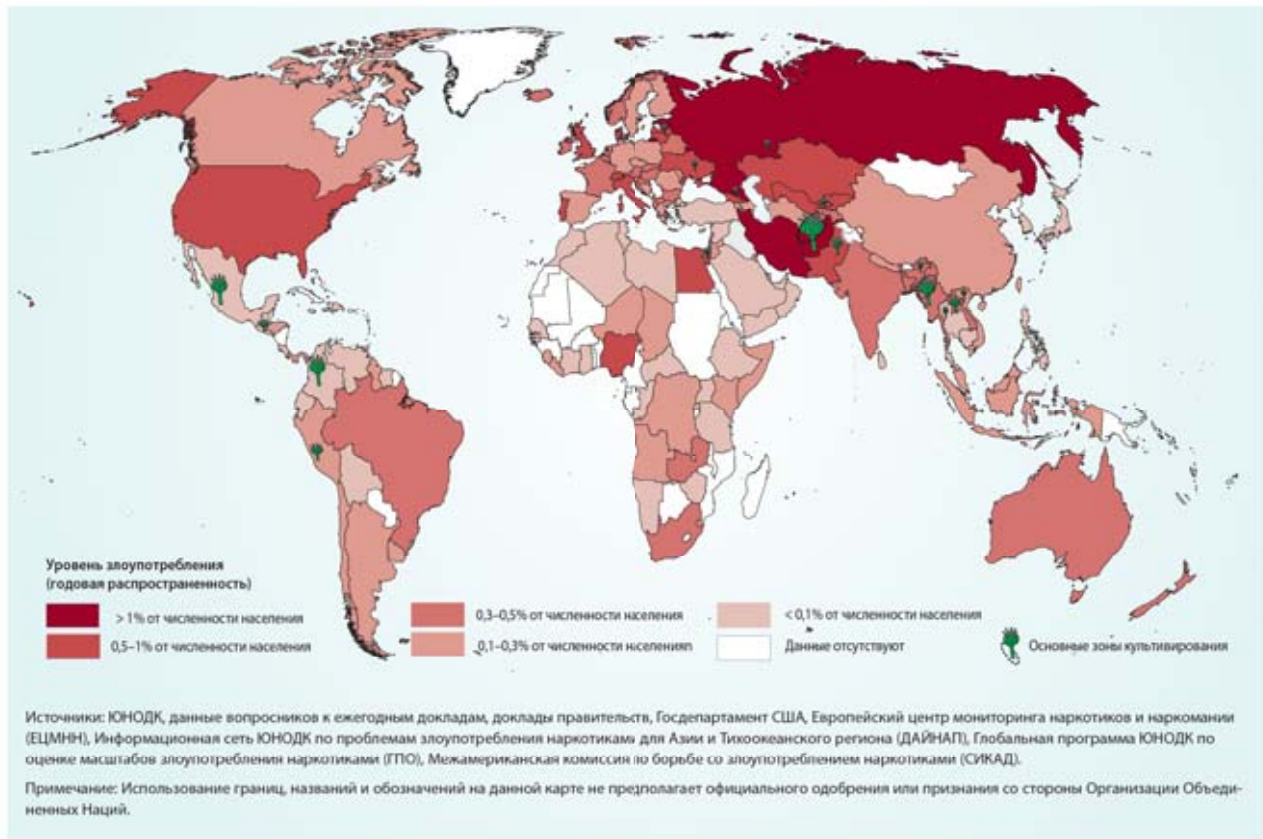 Уровень злоупотребления
(годовая распространенность)
> 1% от численности населения
0,5–1% от численности населения
0,3–0,5% от численности населения
0,1–0,3% от численности населенияп
< 0,1% от численности населения
Данные отсутствуют
Основные зоны культивирования
Источники: ЮНОДК, данные вопросников к ежегодным докладам, доклады правительств, Госдепартамент США, Европейский центр мониторинга наркотиков и наркомании
(ЕЦМНН), Информационная сеть ЮНОДК по проблемам злоупотребления наркотиками для Азии и Тихоокеанского региона (ДАЙНАП), Глобальная программа ЮНОДК по
оценке масштабов злоупотребления наркотиками (ГПО), Межамериканская комиссия по борьбе со злоупотреблением наркотиками (СИКАД).
Примечание: Использование границ, названий и обозначений на данной карте не предполагает официального одобрения или признания со стороны Организации Объеди-
ненных Наций.